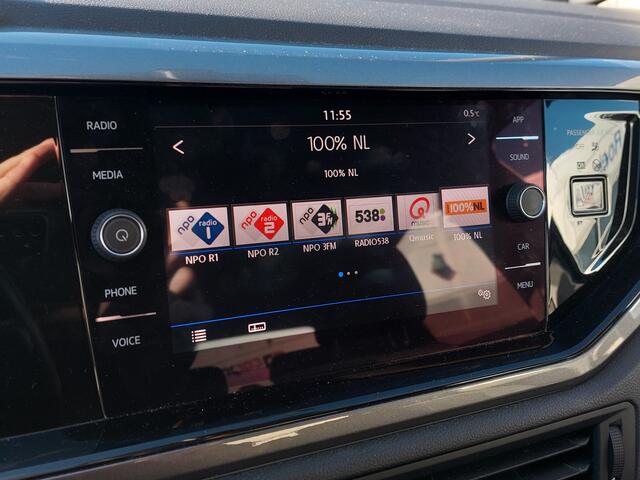 11:55
0.5°C
100% NL
100% NL
RADIO
MEDIA
PHONE
VOICE
npo radio 1
npo radio 2
npo 3FM
538
Q music
100%NL
NPO R1
NPO R2
NPO 3FM
RADIO538
Qmusic
100% NL
APP
SOUND
CAR
MENU